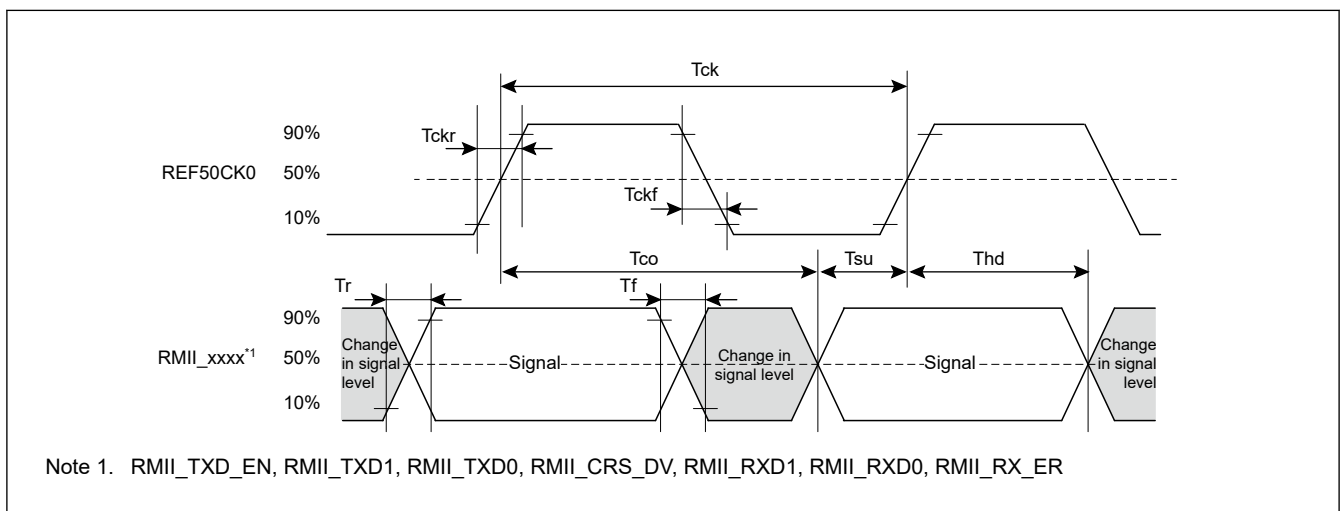 Tck
Tckr
90%
REF50CK0 50%
Tckf
10%
Tco Tsu Thd
Tr Tf
90%
RMII_xxxx*1 50%
10%
Change
in signal
level
Signal
Change in
signal level
Signal
Change
in signal
level
Note 1. RMII_TXD_EN, RMII_TXD1, RMII_TXD0, RMII_CRS_DV, RMII_RXD1, RMII_RXD0, RMII_RX_ER